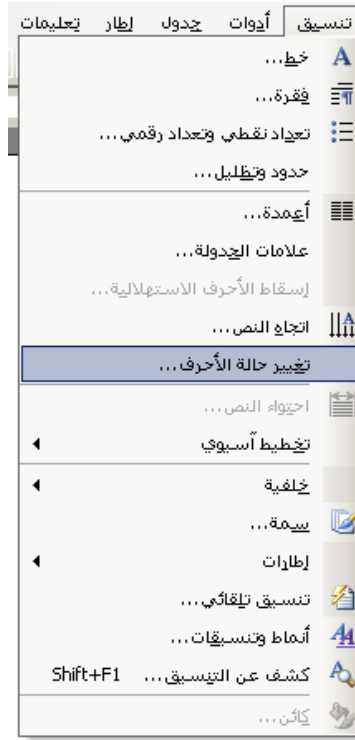 تنسيق أدوات جدول إطار تعليمات
خط...
فقرة...
تعداد نقطي وتعداد رقمي...
حدود وتظليل...
أعمدة...
علامات الجدولة...
إسقاط الأحرف الاستهلالية...
اتجاه النص...
تغيير حالة الأحرف...
احتواء النص...
تخطيط آسيوي
خلفية
سمة...
إطارات
تنسيق تلقائي...
أنماط وتنسيقات...
كشف عن التنسيق... Shift+F1
كائن...